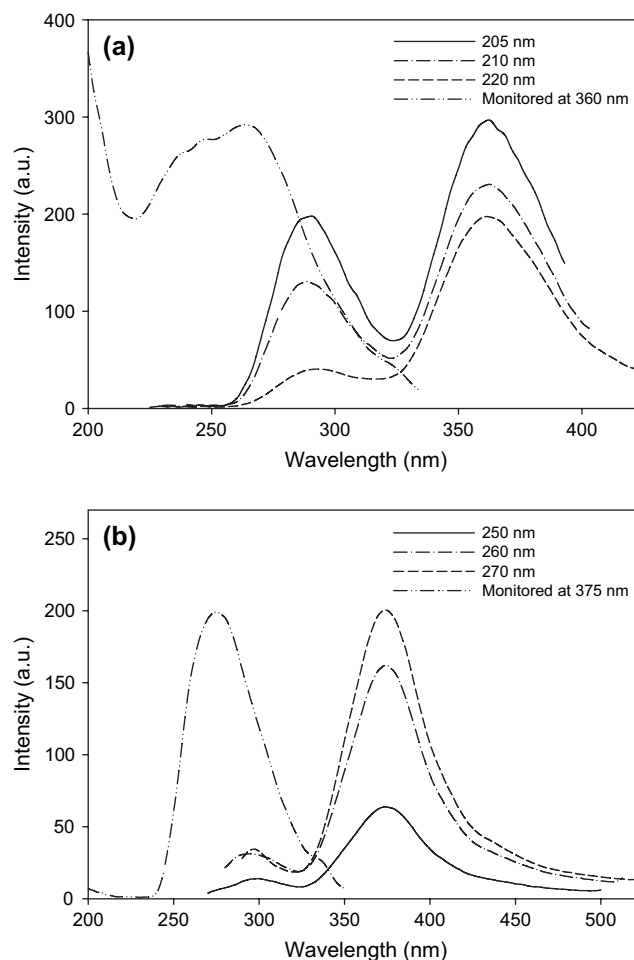 (a)
400
300
200
100
0
Intensity (a.u.)
205 nm
210 nm
220 nm
Monitored at 360 nm
200 250 300 350 400
Wavelength (nm)
(b)
250
200
150
100
50
0
Intensity (a.u.)
250 nm
260 nm
270 nm
Monitored at 375 nm
200 250 300 350 400 450 500
Wavelength (nm)